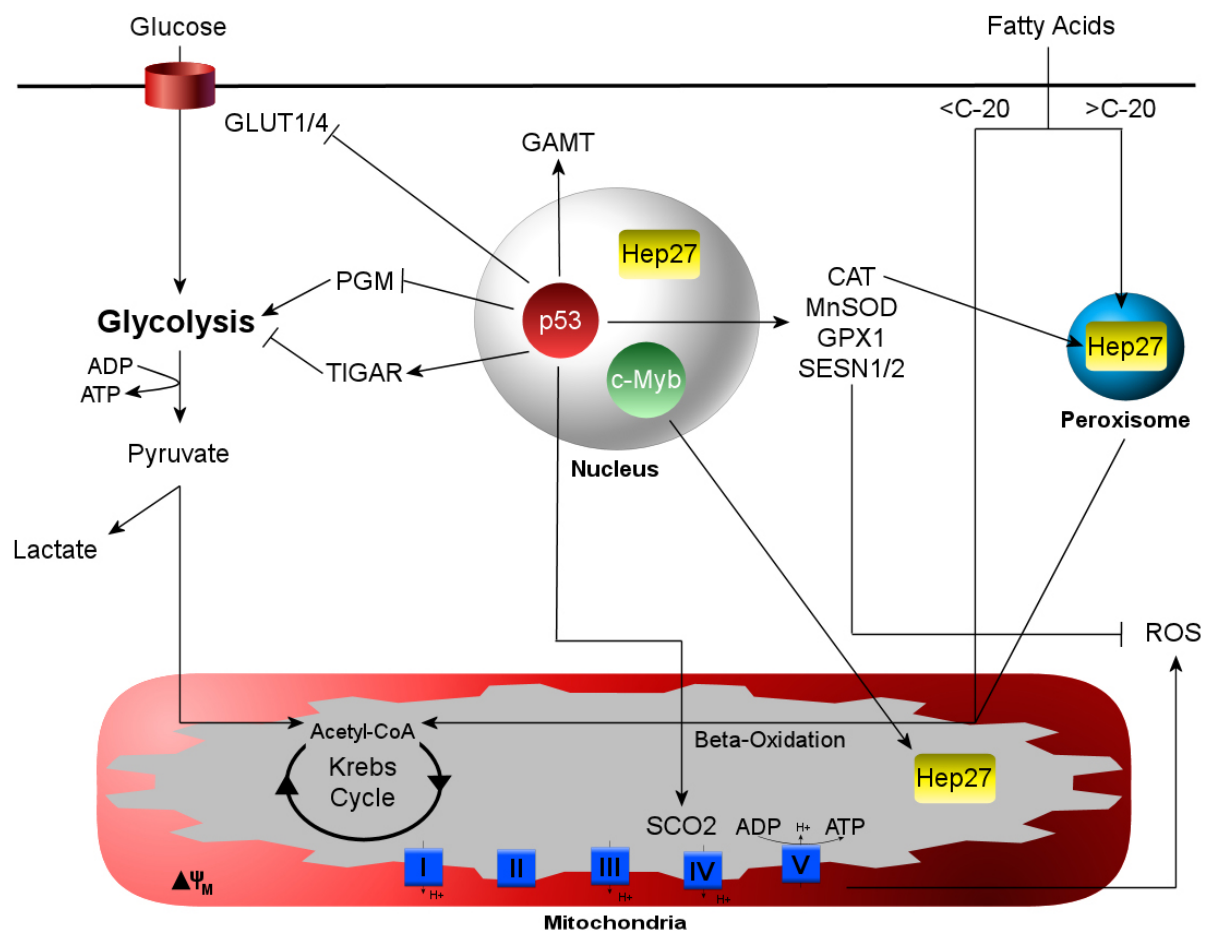 Glucose
Fatty Acids
<C-20
>C-20
GLUT1/4
GAMT
Hep27
PGM
CAT
MnSOD
GPX1
SESN1/2
Glycolysis
p53
Hep27
ADP
ATP
TIGAR
c-Myb
Peroxisome
Pyruvate
Nucleus
Lactate
ROS
Acetyl-CoA
Beta-Oxidation
Krebs
Cycle
Hep27
SCO2
ADP
H+
ATP
I
II
III
IV
V
H+
H+
H+
▲ΨM
Mitochondria